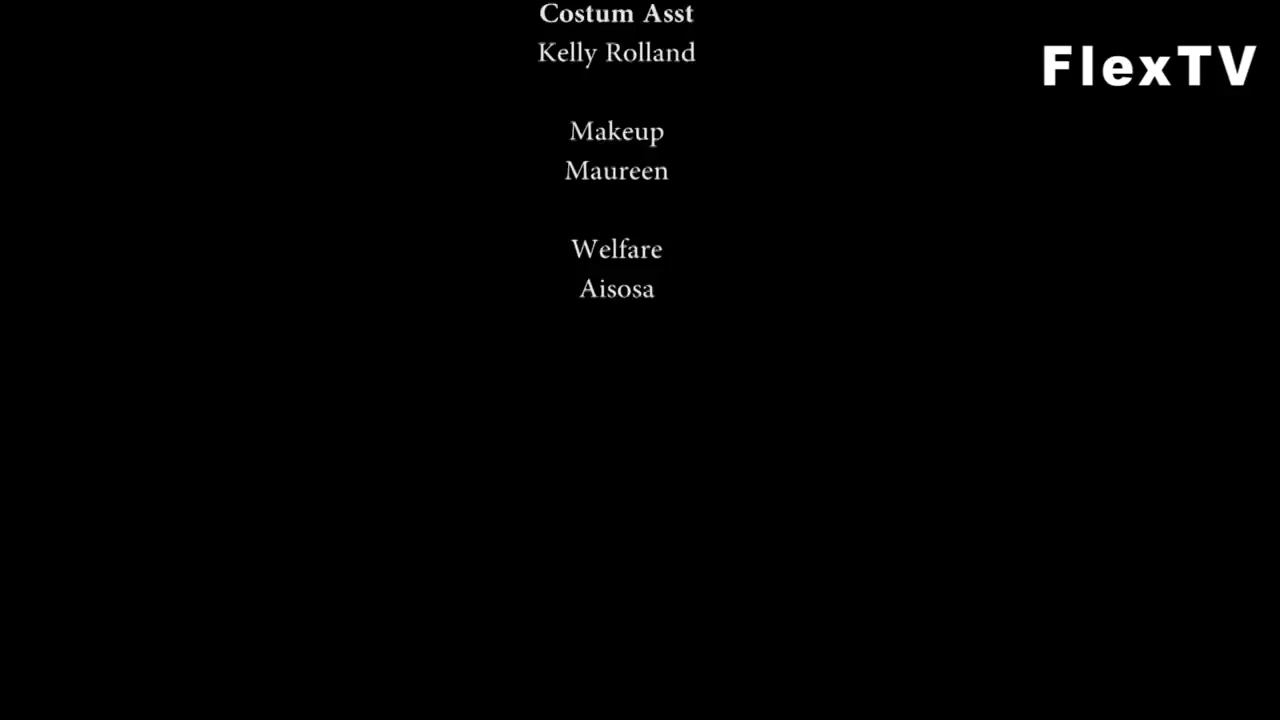 Costum Asst
Kelly Rolland
FlexTV
Makeup
Maureen
Welfare
Aisosa